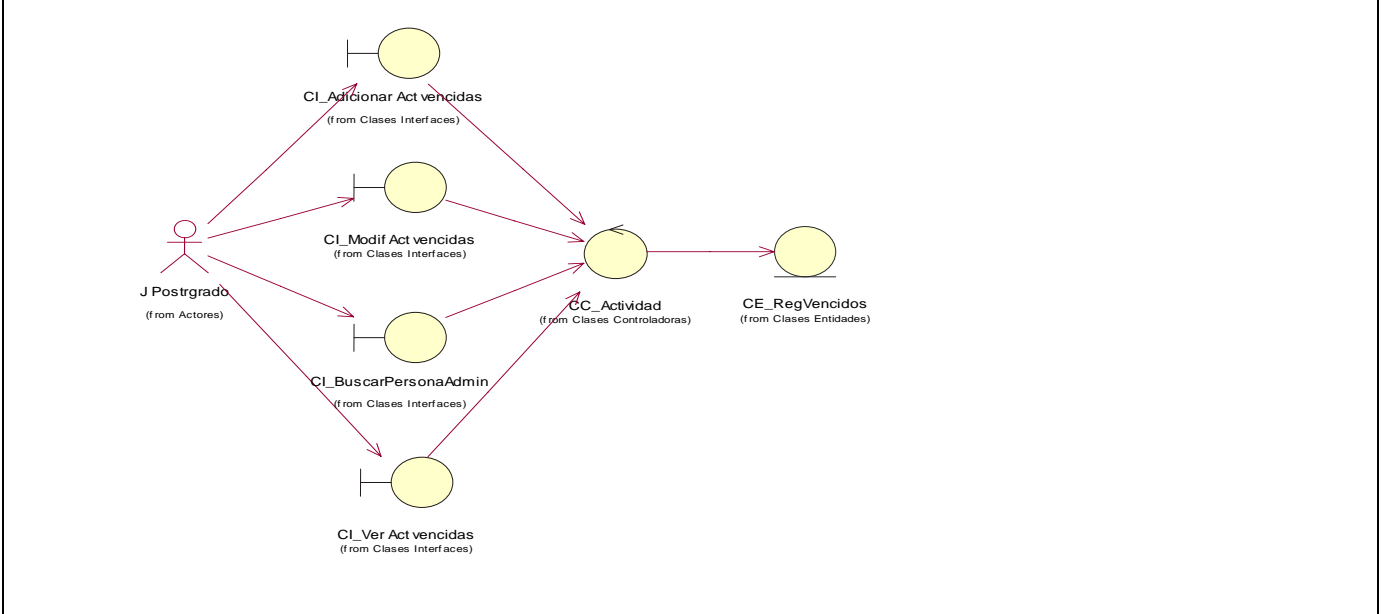 CI_Adicionar Act vencidas
(from Clases Interfaces)
CI_Modif Act vencidas
(from Clases Interfaces)
J Postrgrado
(from Actores)
CC_Actividad
(from Clases Controladoras)
CE_RegVencidos
(from Clases Entidades)
CI_BuscarPersonaAdmin
(from Clases Interfaces)
CI_Ver Act vencidas
(from Clases Interfaces)